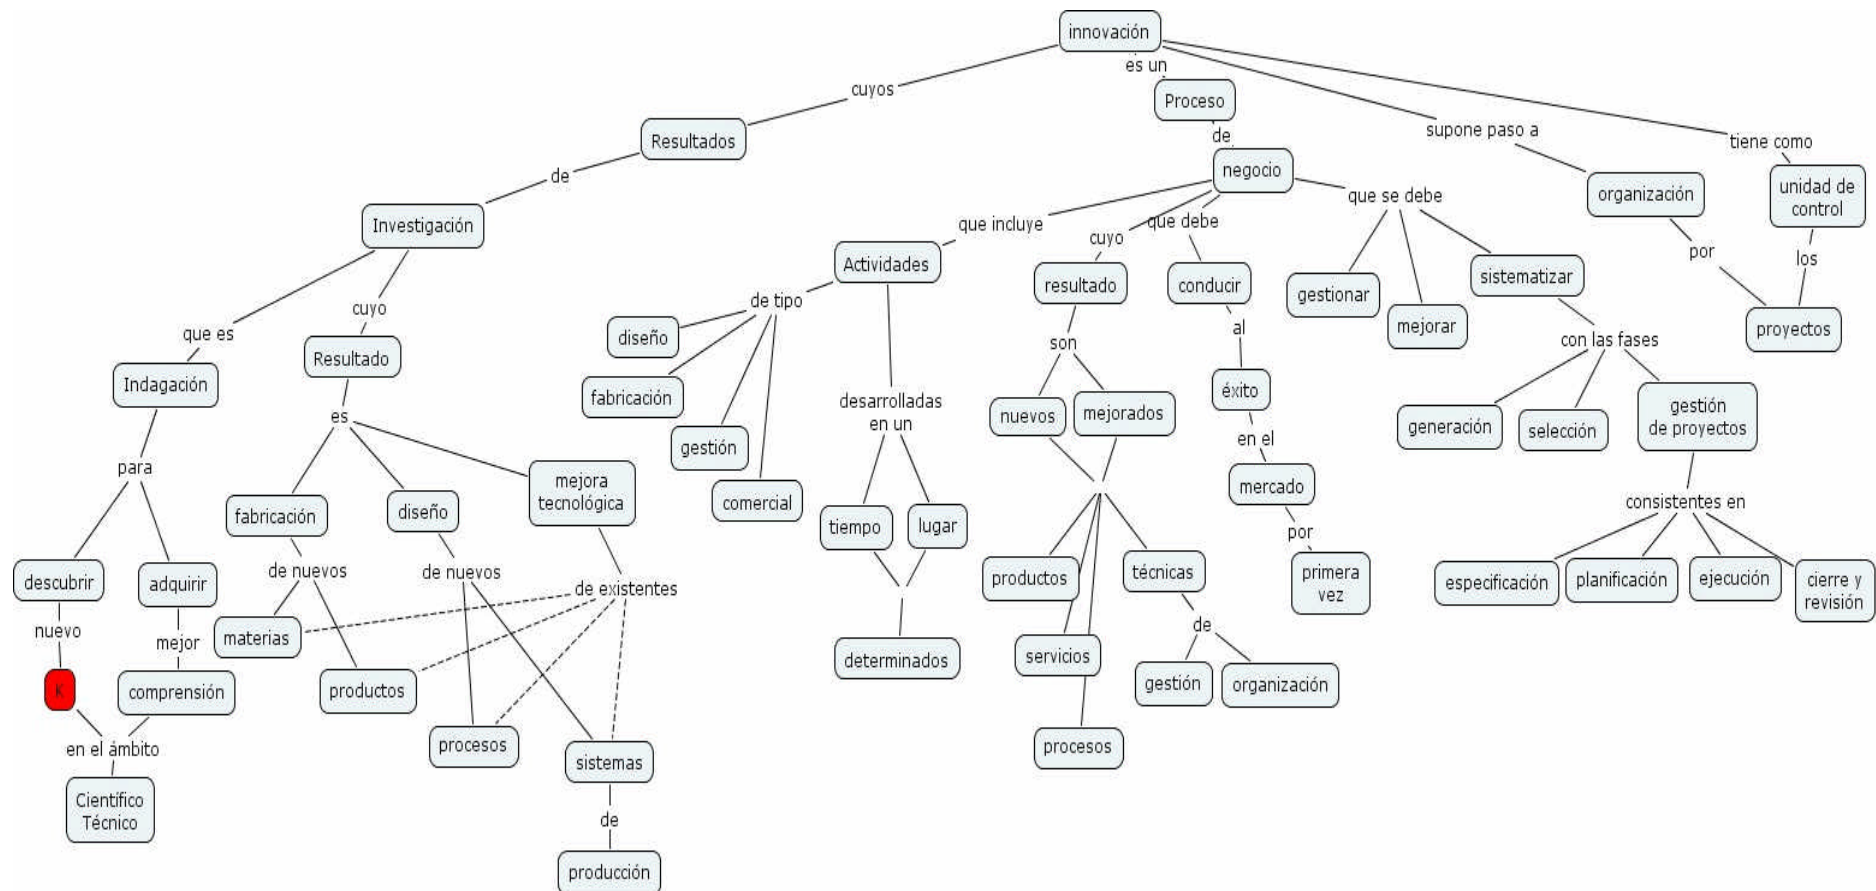 innovación
es un
cuyos
Proceso
Resultados
supone paso a
de
tiene como
de
negocio
organización
unidad de
control
Investigación
que incluye
cuyo
que debe
que se debe
por
los
Actividades
resultado
conducir
gestionar
sistematizar
mejorar
proyectos
que es
cuyo
de tipo
diseño
son
al
con las fases
Indagación
Resultado
fabricación
gestión
comercial
desarrolladas
en un
nuevos
mejorados
éxito
generación
selección
gestión
de proyectos
es
en el
para
fabricación
diseño
mejora
tecnológica
tiempo
lugar
mercado
consistentes en
por
descubrir
adquirir
de nuevos
de nuevos
de existentes
productos
técnicas
primera
vez
especificación
planificación
ejecución
cierre y
revisión
nuevo
mejor
materias
determinados
servicios
de
K
comprensión
productos
gestión
organización
procesos
procesos
en el ámbito
sistemas
Científico
Técnico
de
producción